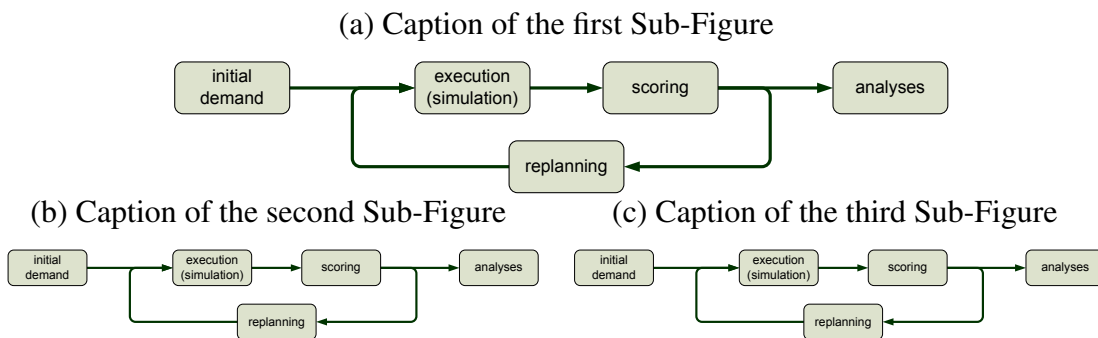 (a) Caption of the first Sub-Figure
initial
demand
execution
(simulation)
scoring
analyses
replanning
(b) Caption of the second Sub-Figure
initial
demand
execution
(simulation)
scoring
analyses
replanning
(c) Caption of the third Sub-Figure
initial
demand
execution
(simulation)
scoring
analyses
replanning